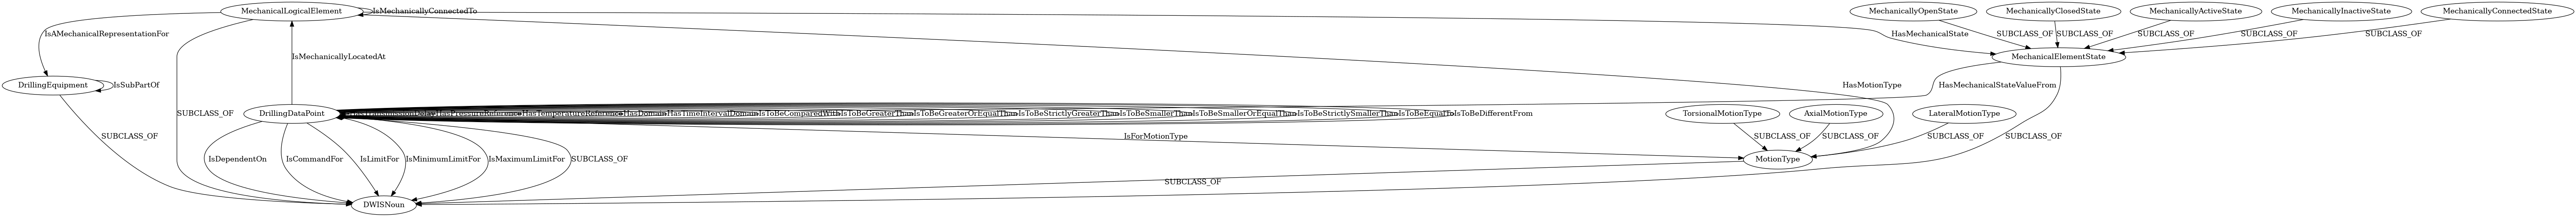 MechanicalLogicalElement
IsMechanicallyConnectedTo
MechanicallyOpenState
MechanicallyClosedState
MechanicallyActiveState
MechanicallyInactiveState
MechanicallyConnectedState
IsAMechanicalRepresentationFor
HasMechanicalState
SUBCLASS_OF
SUBCLASS_OF
SUBCLASS_OF
SUBCLASS_OF
SUBCLASS_OF
IsMechanicallyLocatedAt
MechanicalElementState
DrillingEquipment
IsSubPartOf
HasMotionType
HasMechanicalStateValueFrom
SUBCLASS_OF
DrillingDataPoint
HasTransmissionDelay
HasPressureReference
HasTemperatureReference
HasDomain
HasTimeIntervalDomain
IsToBeComparedWith
IsToBeGreaterThan
IsToBeGreaterOrEqualThan
IsToBeStrictlyGreaterThan
IsToBeSmallerThan
IsToBeSmallerOrEqualThan
IsToBeStrictlySmallerThan
IsToBeEqualTo
IsToBeDifferentFrom
TorsionalMotionType
AxialMotionType
LateralMotionType
SUBCLASS_OF
IsForMotionType
SUBCLASS_OF
SUBCLASS_OF
SUBCLASS_OF
SUBCLASS_OF
IsDependentOn
IsCommandFor
IsLimitFor
IsMinimumLimitFor
IsMaximumLimitFor
SUBCLASS_OF
MotionType
SUBCLASS_OF
DWISNoun